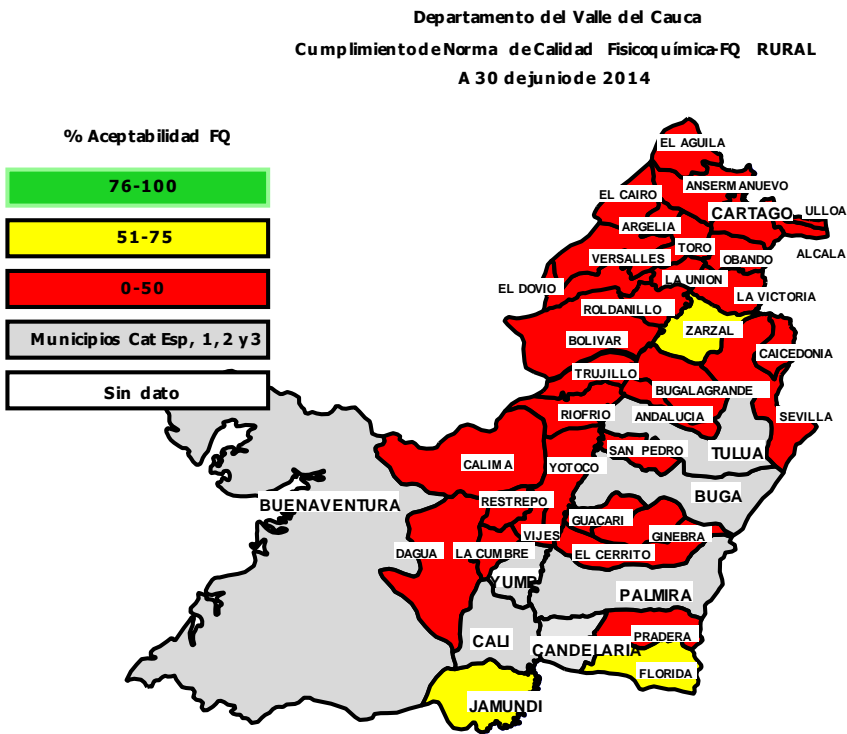 Departamento del Valle del Cauca
Cumplimiento de Norma de Calidad Fisicoquímica-FQ RURAL
A 30 de junio de 2014
% Aceptabilidad FQ
76-100
51-75
0-50
Municipios Cat Esp, 1, 2 y 3
Sin dato
EL AGUILA
ANSERMANUEVO
EL CAIRO
CARTAGO
ULLOA
ARGELIA
TORO
ALCALA
VERSALLES
OBANDO
LA UNION
EL DOVIO
LA VICTORIA
ROLDANILLO
ZARZAL
BOLIVAR
CAICEDONIA
TRUJILLO
BUGALAGRANDE
RIOFRIO
ANDALUCIA
SEVILLA
SAN PEDRO
TULUA
CALIMA
YOTOCO
BUGA
RESTREPO
BUENAVENTURA
GUACARI
VIJES
GINEBRA
DAGUA
LA CUMBRE
EL CERRITO
YUMB
PALMIRA
PRADERA
CALI
CANDELARIA
FLORIDA
JAMUNDI